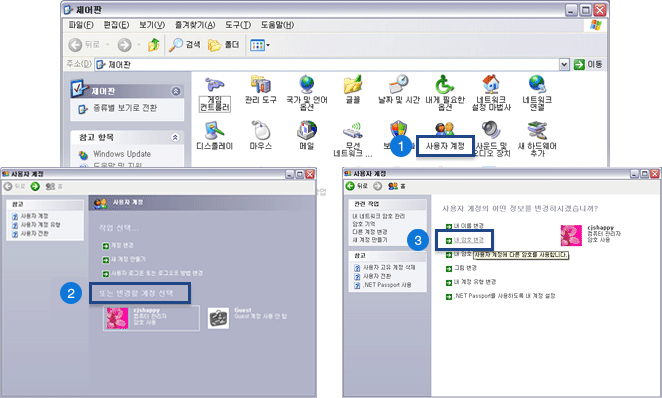 제어판
파일(F) 편집(E) 보기(V) 즐겨찾기(A) 도구(T) 도움말(H)
뒤로 검색 폴더
주소(D) 제어판 이동
제어판
종류별 보기로 전환
참고 항목
Windows Update
도움말 및 지원
게임 컨트롤러
관리 도구
국가 및 언어 옵션
글꼴
날짜 및 시간
내게 필요한 옵션
네트워크 설정 마법사
네트워크 연결
디스플레이
마우스
메일
무선 네트워크 ...
1
사용자 계정
사운드 및 오디오 장치
새 하드웨어 추가
사용자 계정
뒤로 홈
참고
사용자 계정
사용자 계정 유형
사용자 전환
사용자 계정
작업 선택...
계정 변경
새 계정 만들기
사용자 로그온 또는 로그오프 방법 변경
2
또는 변경할 계정 선택
cjshappy
컴퓨터 관리자
암호 사용
Guest
Guest 계정 사용 안 함
사용자 계정
뒤로 홈
관련 작업
내 네트워크 암호 관리
암호 기억
다른 계정 변경
새 계정 만들기
참고
사용자 고유 계정 삭제
사용자 전환
.NET Passport 사용
사용자 계정의 어떤 정보를 변경하시겠습니까?
내 이름 변경
3
내 암호 변경
내 암호
사용자 계정에 다른 암호를 사용합니다.
그림 변경
내 계정 유형 변경
.NET Passport를 사용하도록 내 계정 설정
cjshappy
컴퓨터 관리자
암호 사용